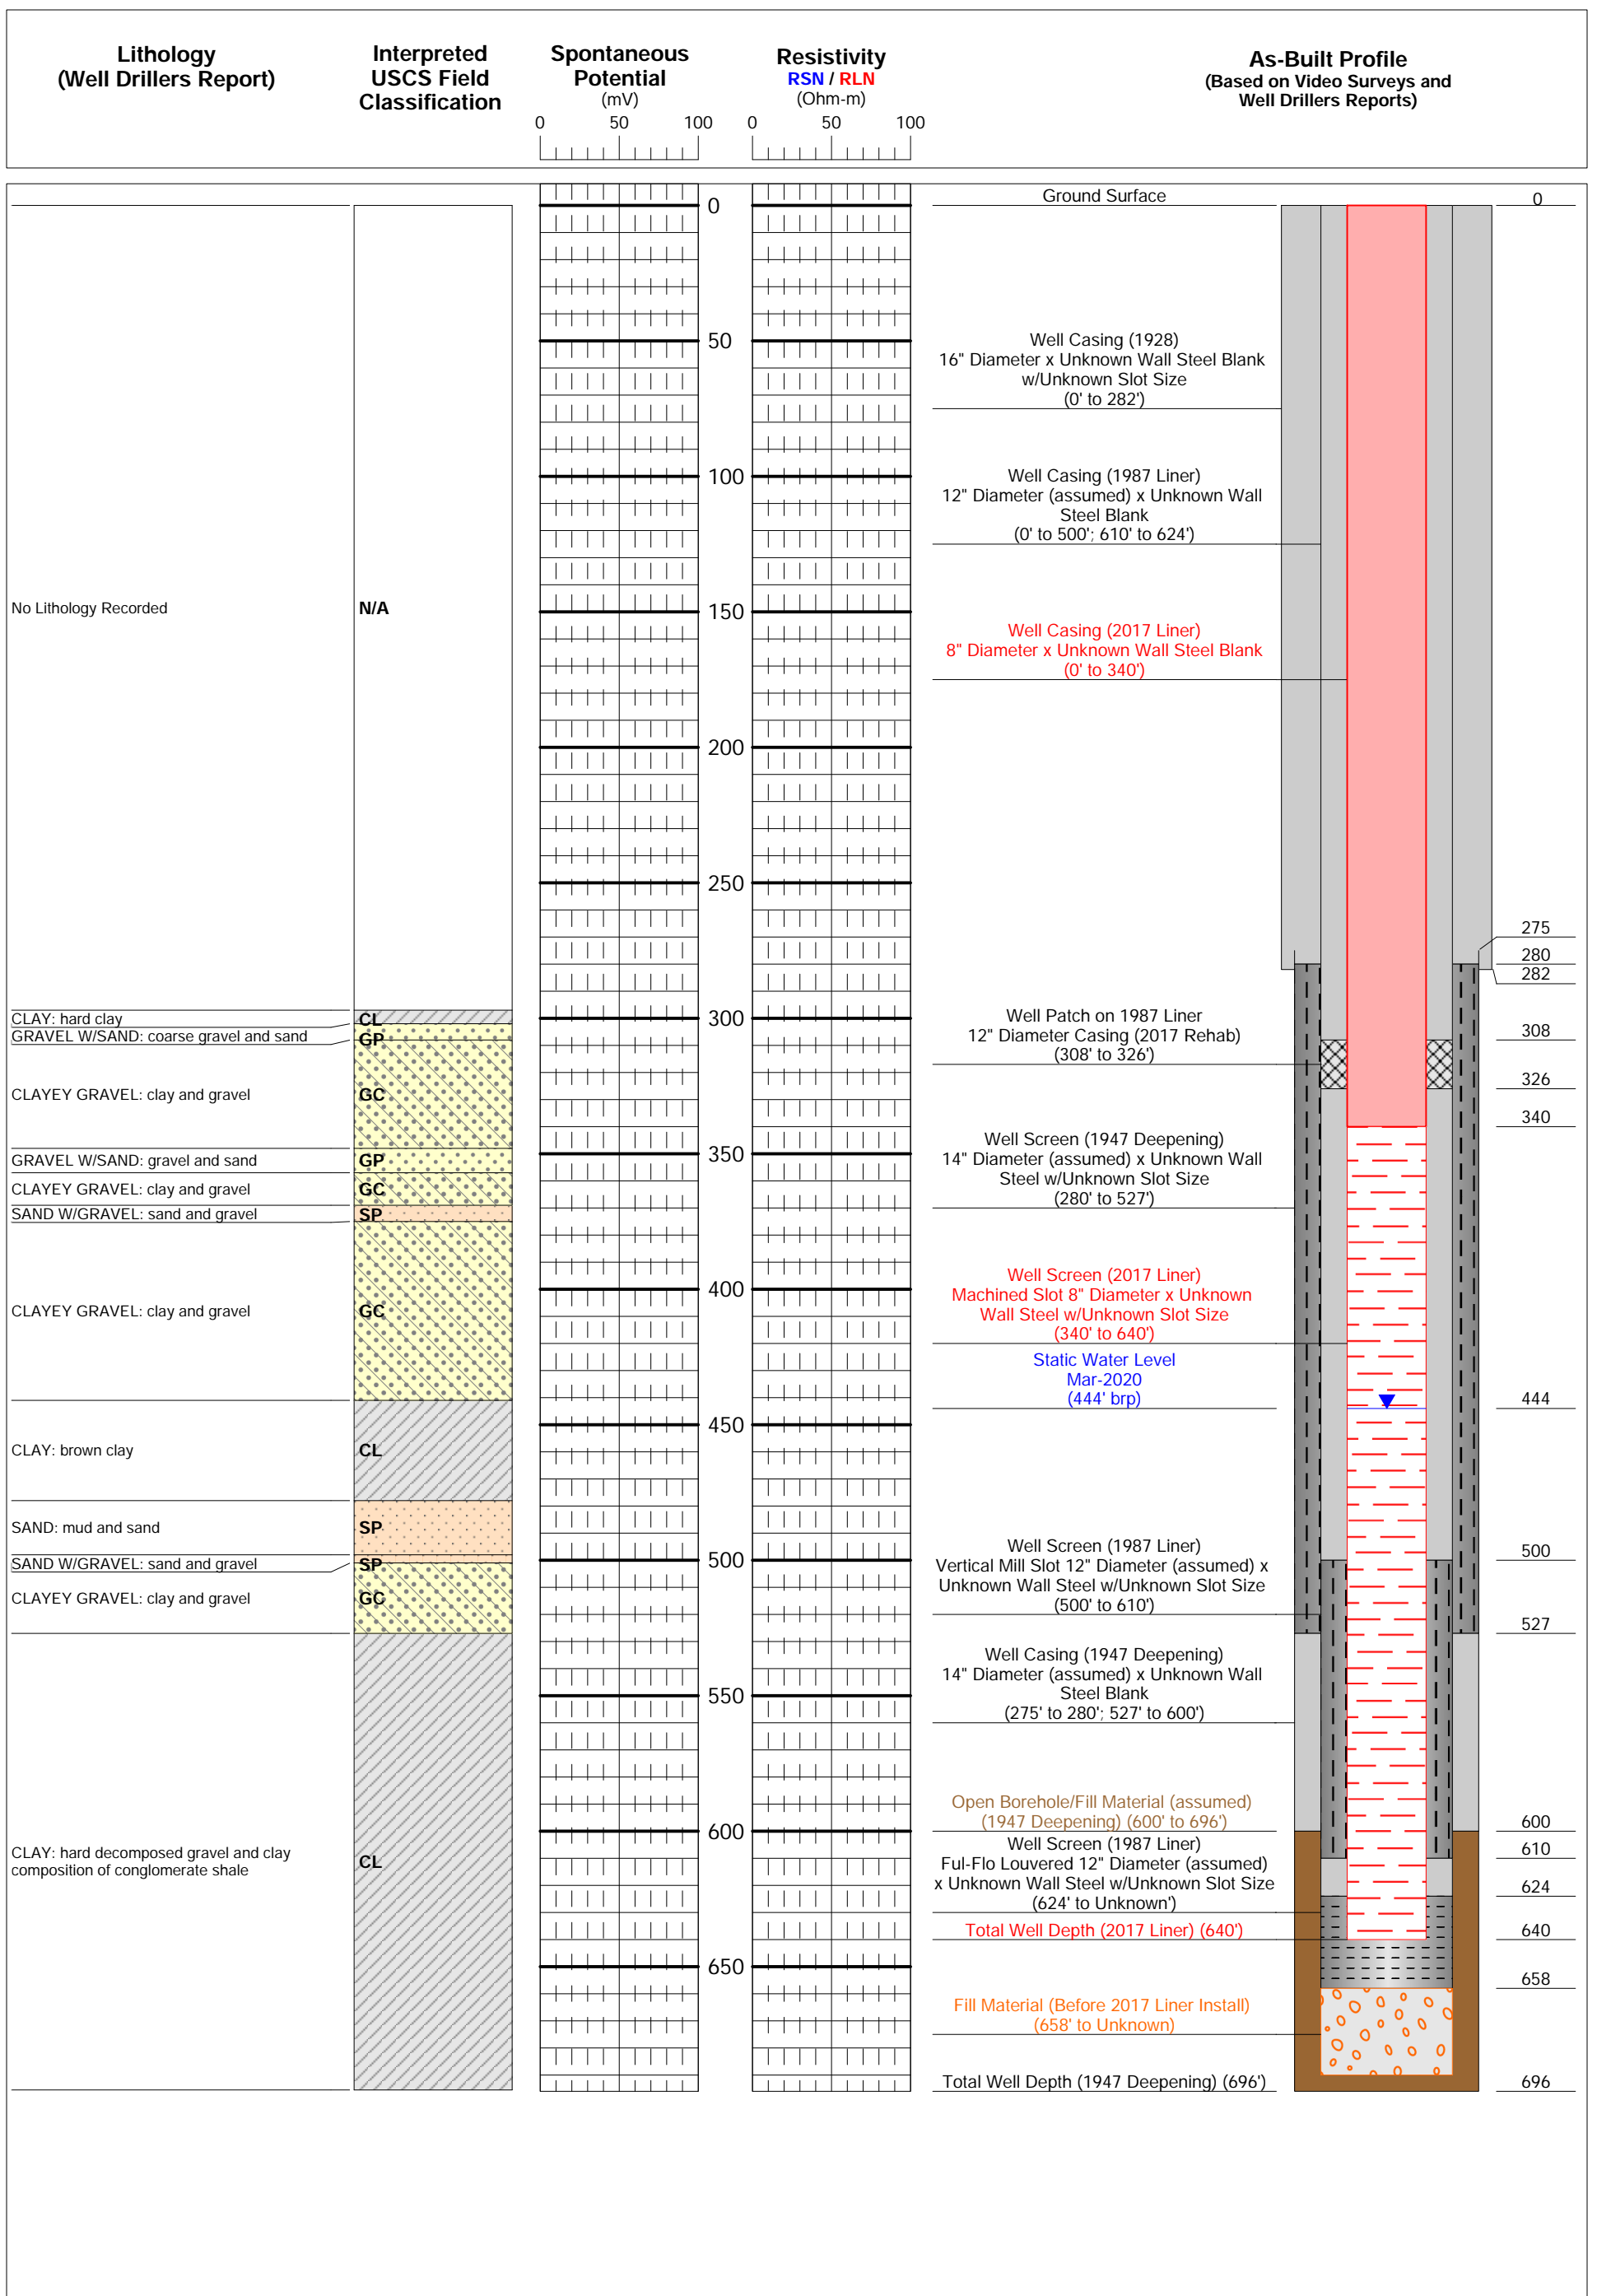 Lithology
(Well Drillers Report)
Interpreted
USCS Field
Classification
Spontaneous
Potential
(mV)
0 50 100
Resistivity
RSN / RLN
(Ohm-m)
0 50 100
As-Built Profile
(Based on Video Surveys and
Well Drillers Reports)
No Lithology Recorded
N/A
CLAY: hard clay
CL
GRAVEL W/SAND: coarse gravel and sand
GP
CLAYEY GRAVEL: clay and gravel
GC
GRAVEL W/SAND: gravel and sand
GP
CLAYEY GRAVEL: clay and gravel
GC
SAND W/GRAVEL: sand and gravel
SP
CLAYEY GRAVEL: clay and gravel
GC
CLAY: brown clay
CL
SAND: mud and sand
SP
SAND W/GRAVEL: sand and gravel
SP
CLAYEY GRAVEL: clay and gravel
GC
CLAY: hard decomposed gravel and clay
composition of conglomerate shale
CL
0
50
100
150
200
250
300
350
400
450
500
550
600
650
Ground Surface
Well Casing (1928)
16" Diameter x Unknown Wall Steel Blank
w/Unknown Slot Size
(0' to 282')
Well Casing (1987 Liner)
12" Diameter (assumed) x Unknown Wall
Steel Blank
(0' to 500'; 610' to 624')
Well Casing (2017 Liner)
8" Diameter x Unknown Wall Steel Blank
(0' to 340')
Well Patch on 1987 Liner
12" Diameter Casing (2017 Rehab)
(308' to 326')
Well Screen (1947 Deepening)
14" Diameter (assumed) x Unknown Wall
Steel w/Unknown Slot Size
(280' to 527')
Well Screen (2017 Liner)
Machined Slot 8" Diameter x Unknown
Wall Steel w/Unknown Slot Size
(340' to 640')
Static Water Level
Mar-2020
(444' brp)
Well Screen (1987 Liner)
Vertical Mill Slot 12" Diameter (assumed) x
Unknown Wall Steel w/Unknown Slot Size
(500' to 610')
Well Casing (1947 Deepening)
14" Diameter (assumed) x Unknown Wall
Steel Blank
(275' to 280'; 527' to 600')
Open Borehole/Fill Material (assumed)
(1947 Deepening) (600' to 696')
Well Screen (1987 Liner)
Ful-Flo Louvered 12" Diameter (assumed)
x Unknown Wall Steel w/Unknown Slot Size
(624' to Unknown')
Total Well Depth (2017 Liner) (640')
Fill Material (Before 2017 Liner Install)
(658' to Unknown)
Total Well Depth (1947 Deepening) (696')
0
275
280
282
308
326
340
444
500
527
600
610
624
640
658
696